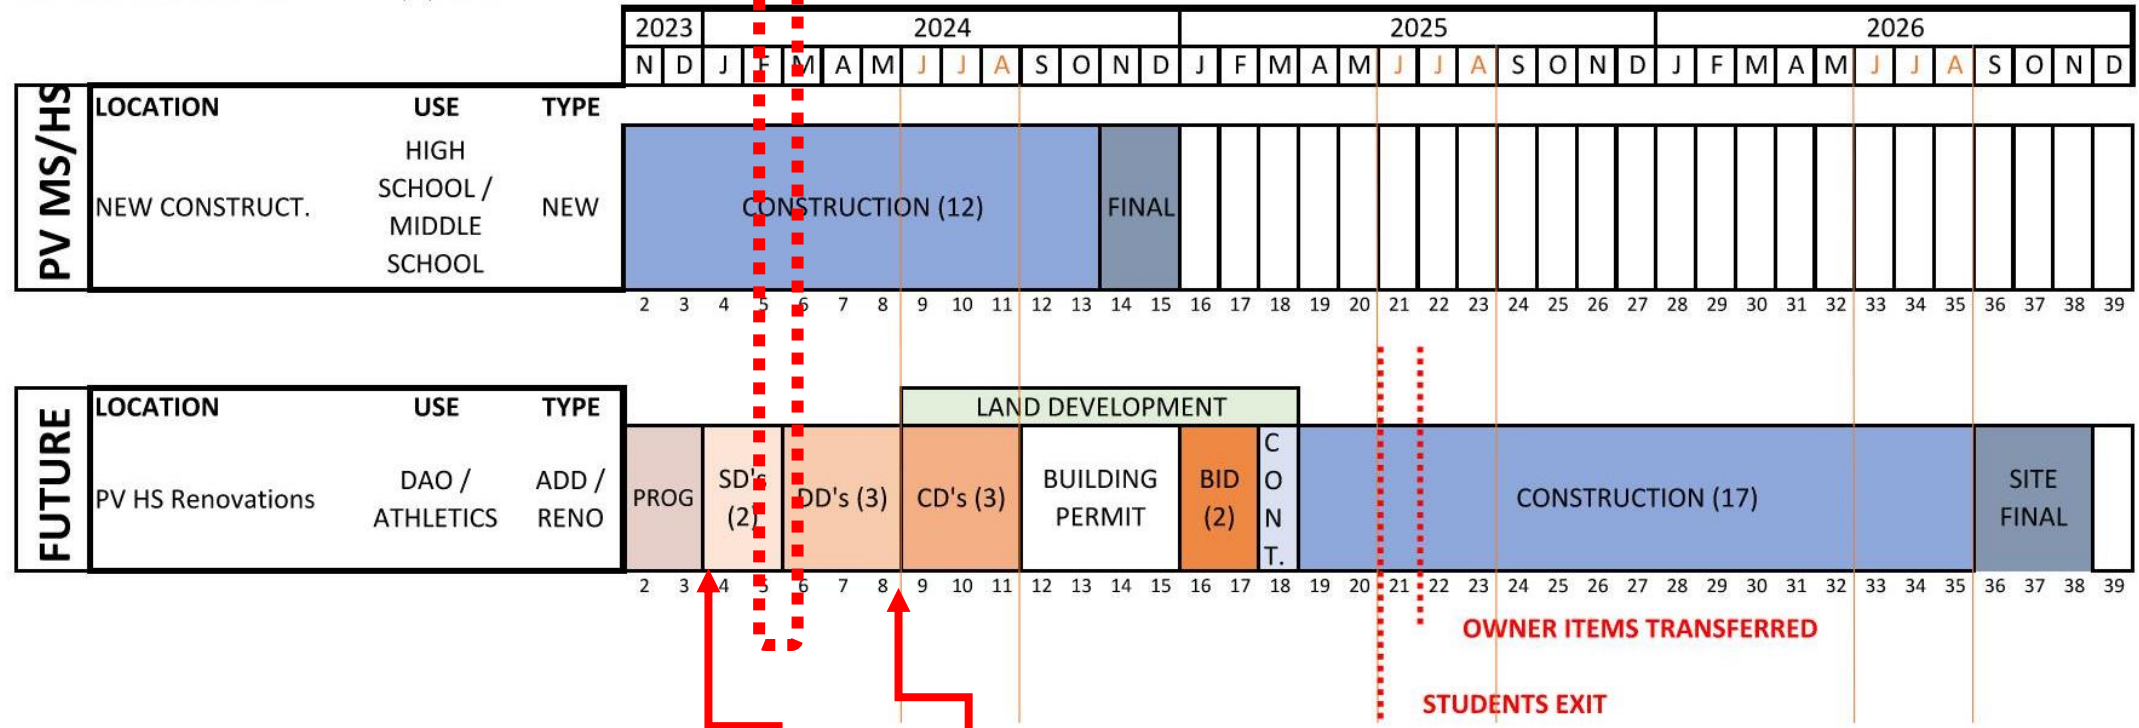 2023 2024 2025 2026
N D J F M A M J J A S O N D J F M A M J J A S O N D J F M A M J J A S O N D
PV MS/HS
LOCATION USE TYPE
NEW CONSTRUCT.
HIGH
SCHOOL /
MIDDLE
SCHOOL
NEW
CONSTRUCTION (12)
FINAL
2 3 4 5 6 7 8 9 10 11 12 13 14 15 16 17 18 19 20 21 22 23 24 25 26 27 28 29 30 31 32 33 34 35 36 37 38 39
FUTURE
LOCATION USE TYPE
LAND DEVELOPMENT
PV HS Renovations
DAO /
ATHLETICS
ADD /
RENO
PROG
SD's
(2)
DD's (3)
CD's (3)
BUILDING
PERMIT
BID
(2)
C
O
N
T.
CONSTRUCTION (17)
SITE
FINAL
2 3 4 5 6 7 8 9 10 11 12 13 14 15 16 17 18 19 20 21 22 23 24 25 26 27 28 29 30 31 32 33 34 35 36 37 38 39
OWNER ITEMS TRANSFERRED
STUDENTS EXIT